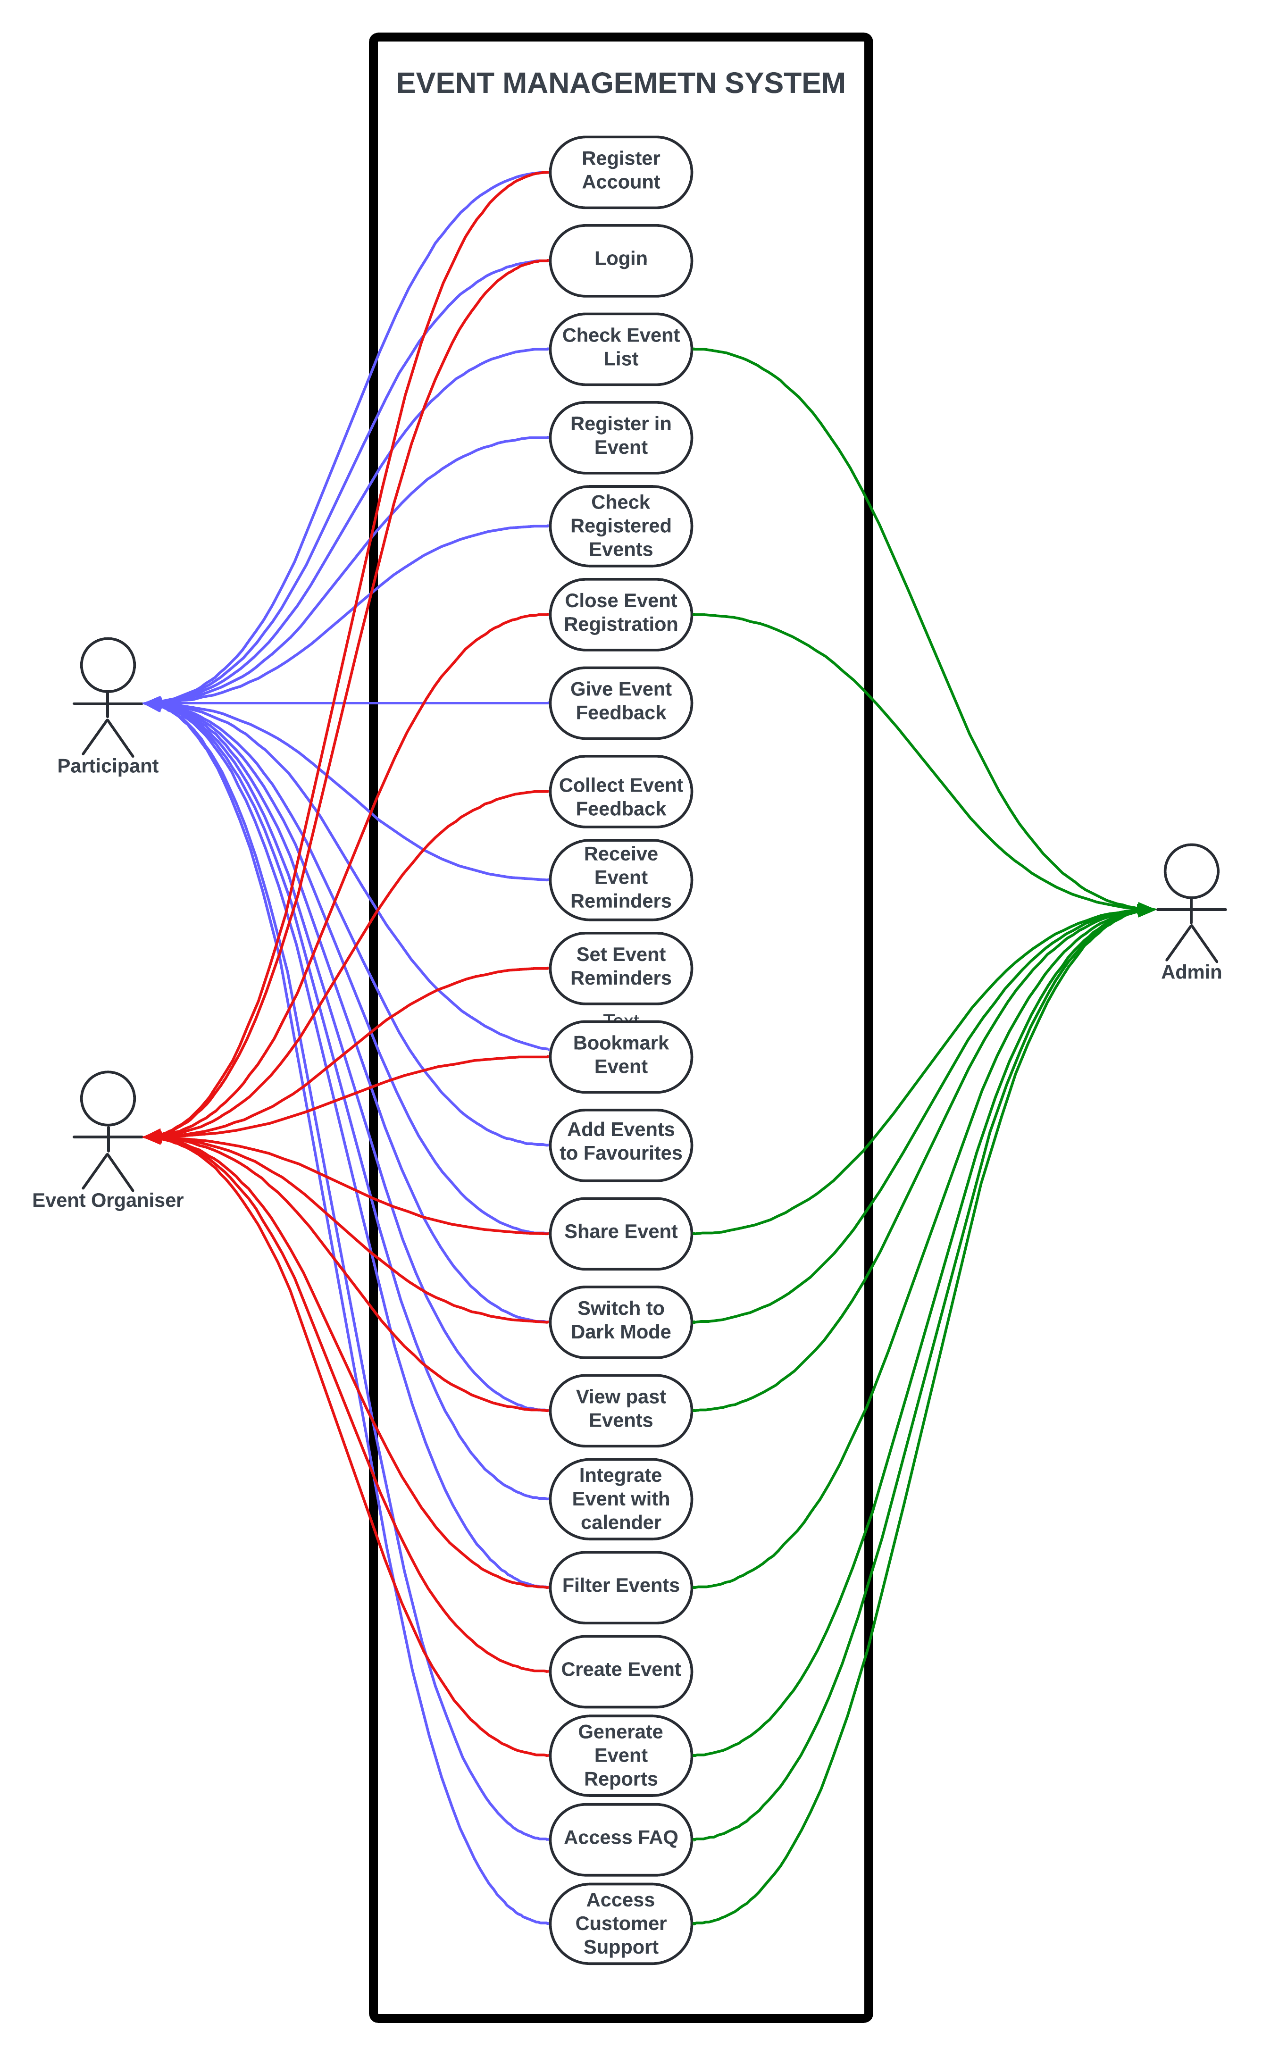 EVENT MANAGEMETN SYSTEM
Register
Account
Login
Check Event
List
Register in
Event
Check
Registered
Events
Close Event
Registration
Give Event
Feedback
Participant
Collect Event
Feedback
Receive
Event
Reminders
Admin
Set Event
Reminders
Text
Bookmark
Event
Add Events
to Favourites
Event Organiser
Share Event
Switch to
Dark Mode
View past
Events
Integrate
Event with
calender
Filter Events
Create Event
Generate
Event
Reports
Access FAQ
Access
Customer
Support